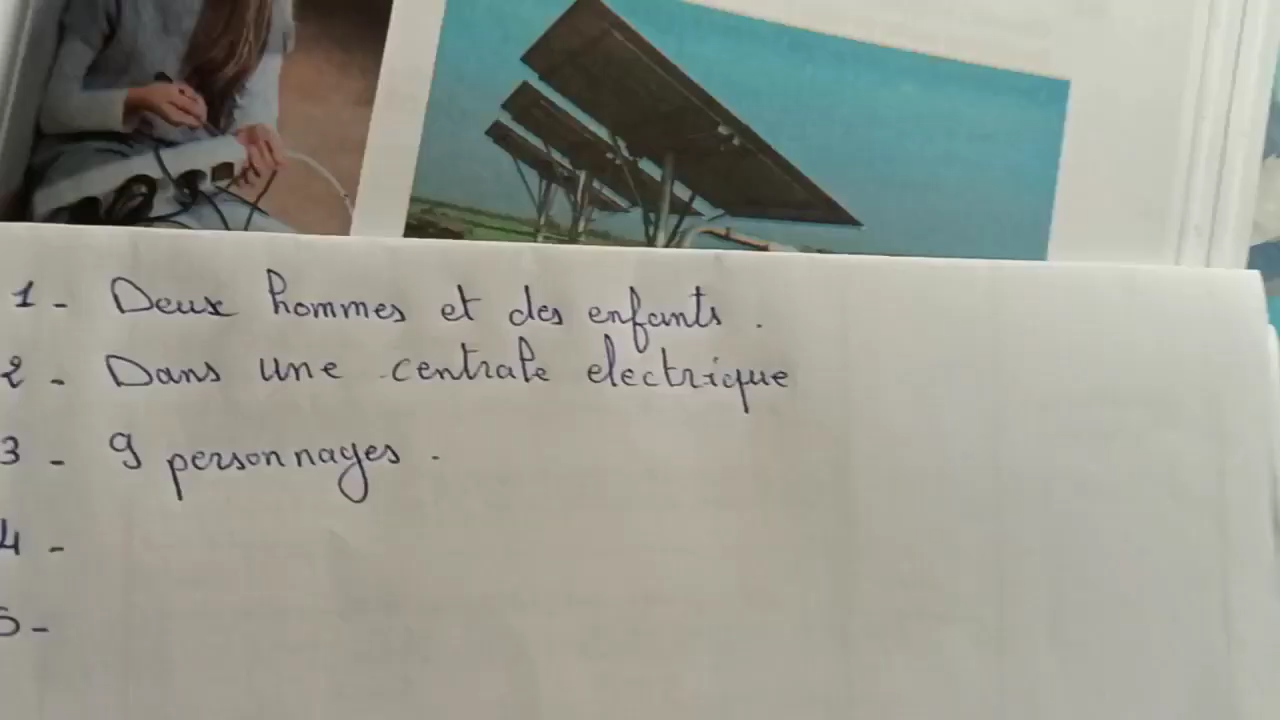 1 - Deux hommes et des enfants .
2 - Dans une centrale electrique
3 - 9 personnages .
4 -
5 -